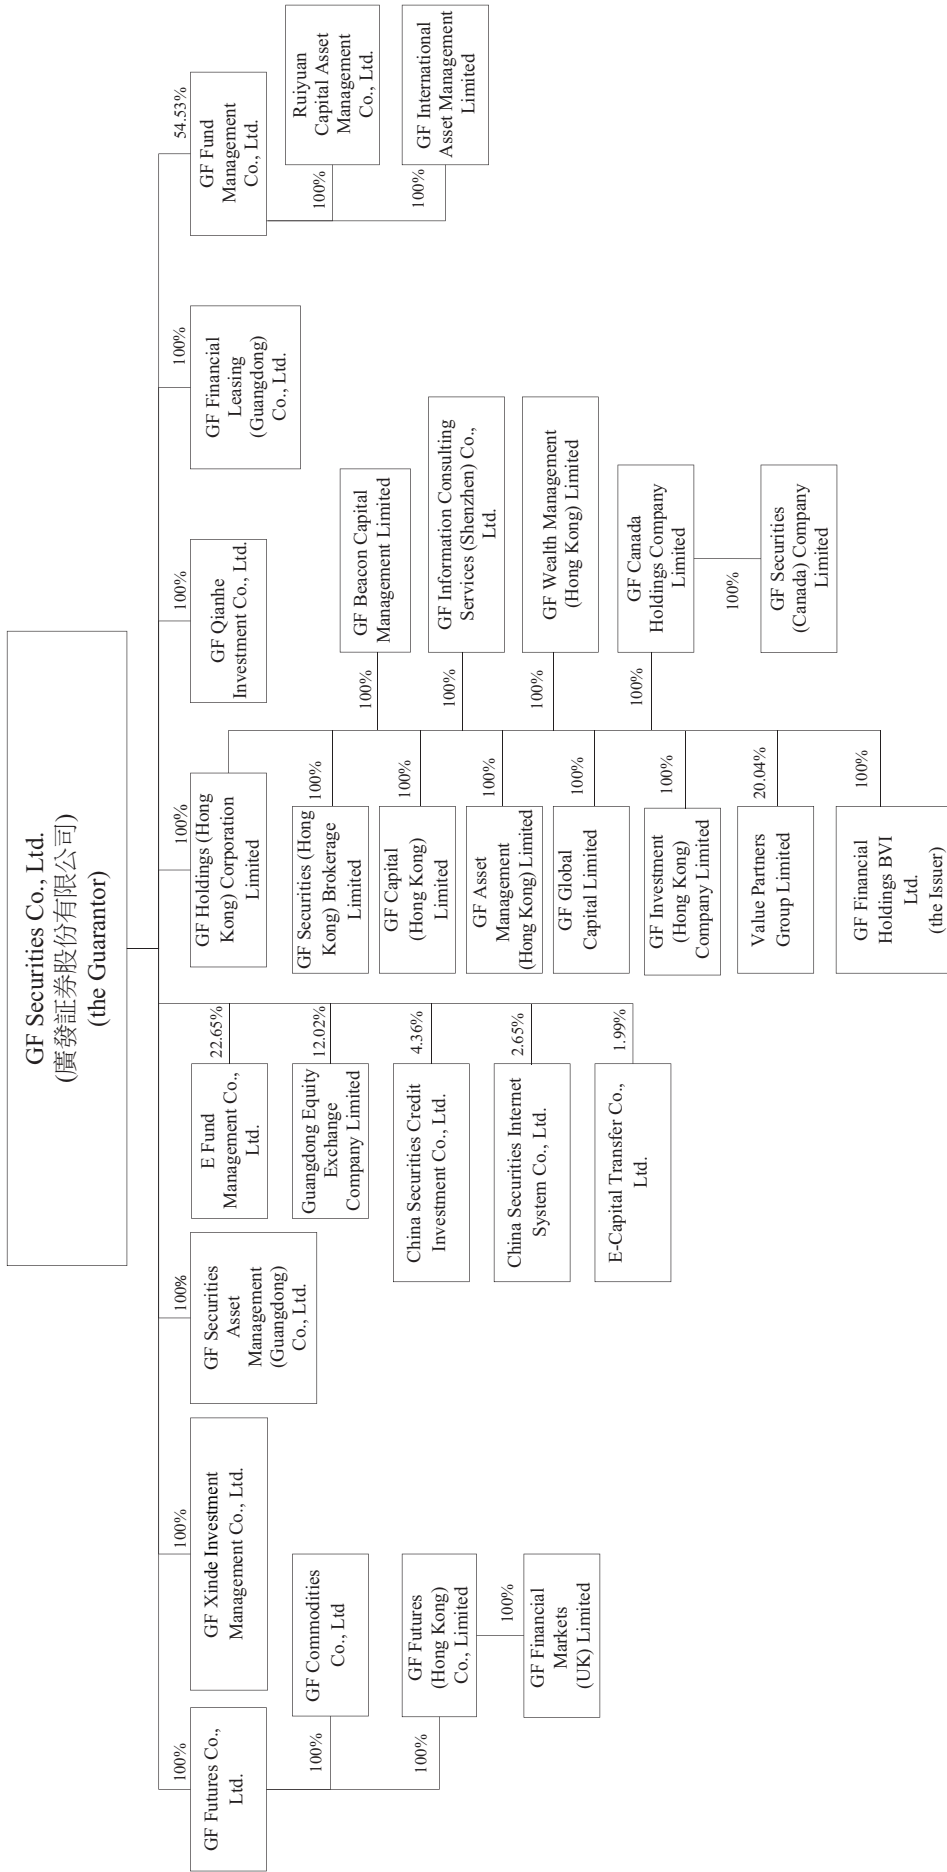 GF Securities Co., Ltd.
(廣發証券股份有限公司)
(the Guarantor)
100%
GF Futures Co.,
Ltd.
100%
GF Commodities
Co., Ltd
100%
GF Futures
(Hong Kong)
Co., Limited
100%
GF Financial
Markets
(UK) Limited
100%
GF Xinde Investment
Management Co., Ltd.
100%
GF Securities
Asset
Management
(Guangdong)
Co., Ltd.
22.65%
E Fund
Management Co.,
Ltd.
12.02%
Guangdong Equity
Exchange
Company Limited
4.36%
China Securities Credit
Investment Co., Ltd.
2.65%
China Securities Internet
System Co., Ltd.
1.99%
E-Capital Transfer Co.,
Ltd.
100%
GF Holdings (Hong
Kong) Corporation
Limited
100%
GF Securities (Hong
Kong) Brokerage
Limited
100%
GF Capital
(Hong Kong)
Limited
100%
GF Asset
Management
(Hong Kong) Limited
100%
GF Global
Capital Limited
100%
GF Investment
(Hong Kong)
Company Limited
20.04%
Value Partners
Group Limited
100%
GF Financial
Holdings BVI
Ltd.
(the Issuer)
100%
GF Beacon Capital
Management Limited
100%
GF Information Consulting
Services (Shenzhen) Co.,
Ltd.
100%
GF Wealth Management
(Hong Kong) Limited
100%
GF Canada
Holdings Company
Limited
100%
GF Securities
(Canada) Company
Limited
100%
GF Qianhe
Investment Co., Ltd.
100%
GF Financial
Leasing
(Guangdong)
Co., Ltd.
54.53%
GF Fund
Management
Co., Ltd.
100%
Ruiyuan
Capital Asset
Management
Co., Ltd.
100%
GF International
Asset Management
Limited